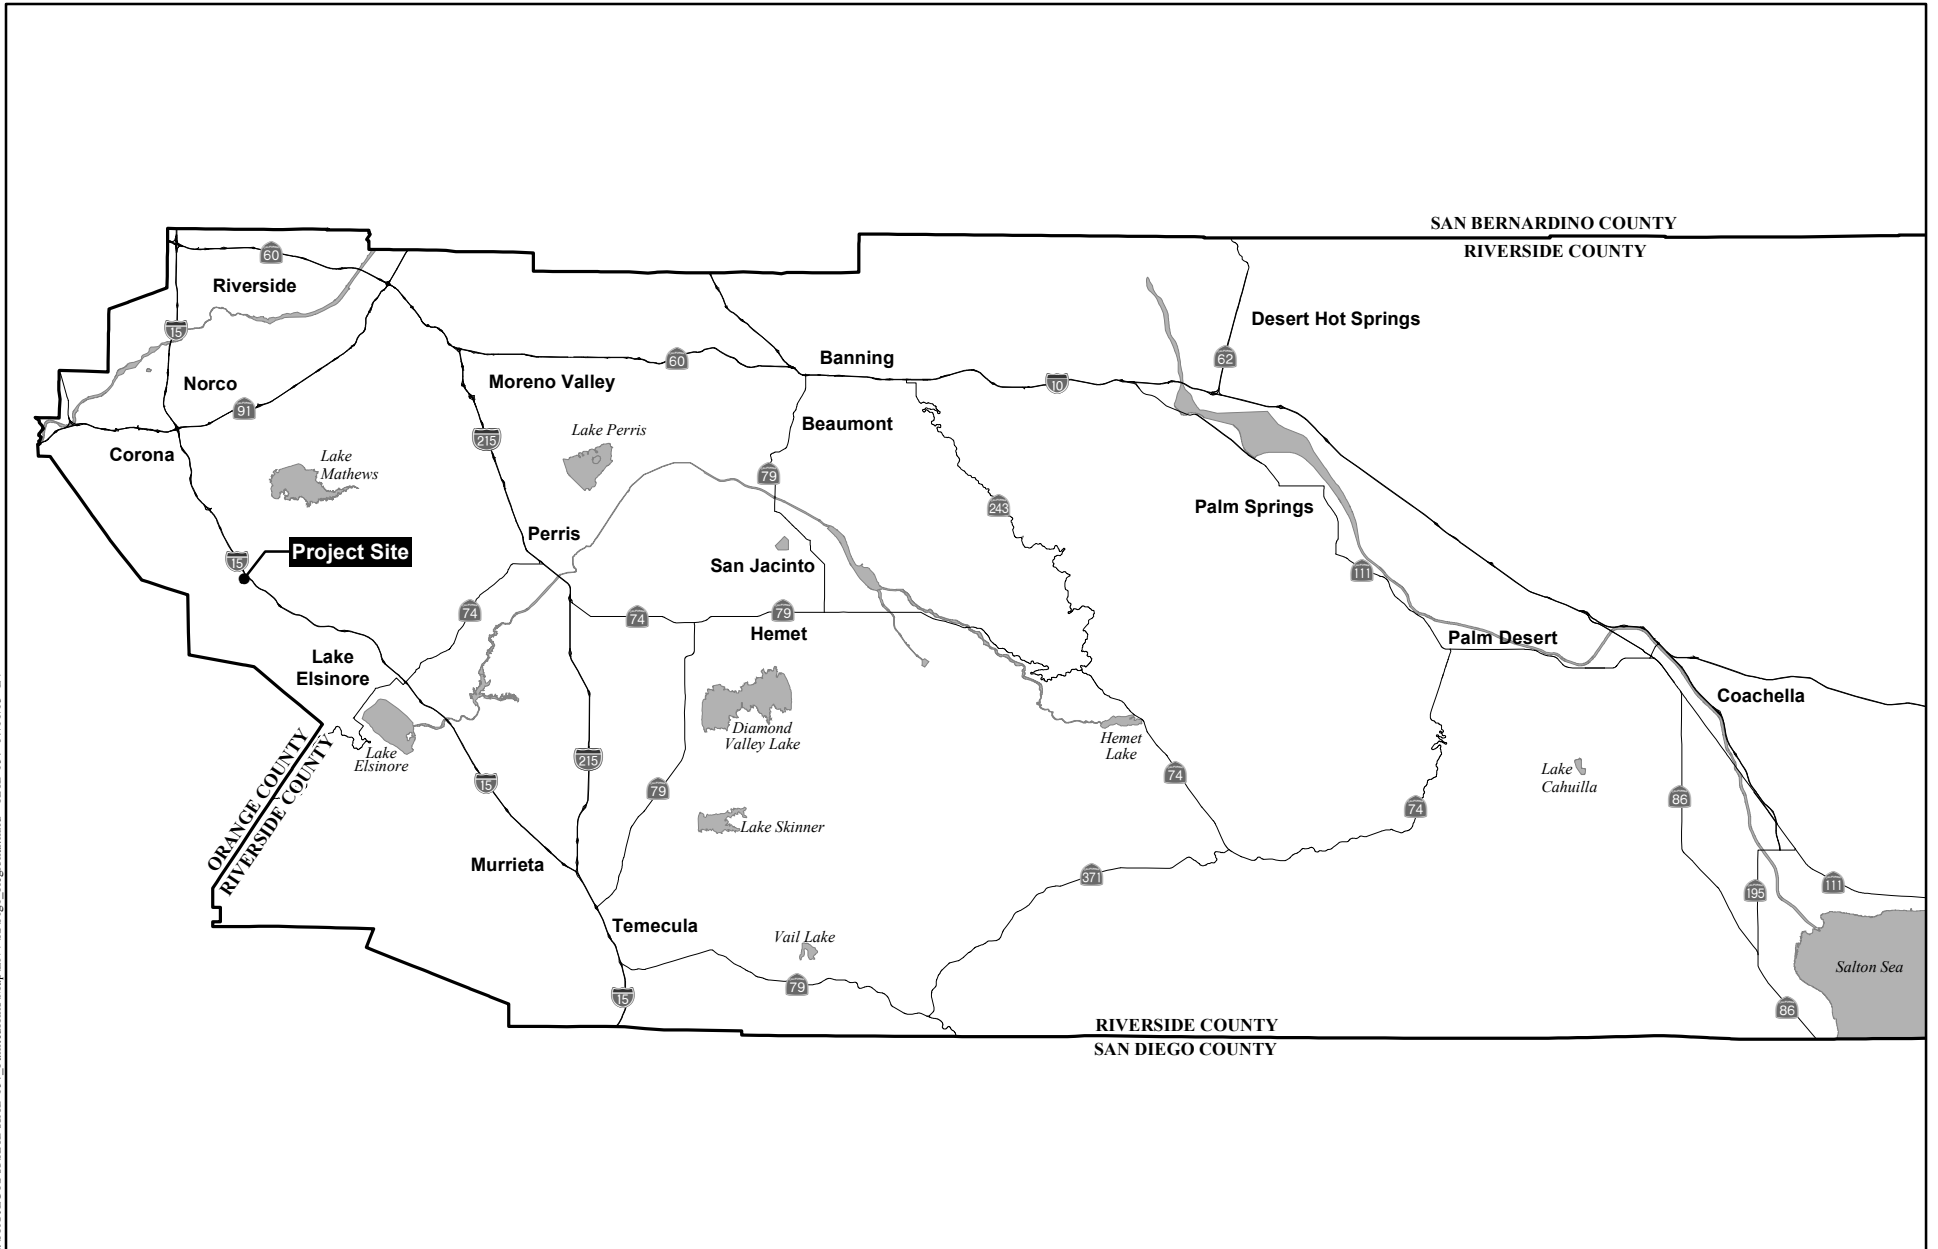 SAN BERNARDINO COUNTY
RIVERSIDE COUNTY
60
Riverside
Desert Hot Springs
15
62
Banning
60
Moreno Valley
10
Norco
91
Beaumont
Lake Perris
215
Corona
Lake
Mathews
79
243
Palm Springs
Perris
Project Site
15
San Jacinto
111
74
74
79
Hemet
Palm Desert
Lake
Elsinore
Coachella
Diamond
Valley Lake
Hemet
Lake
Lake
Elsinore
ORANGE COUNTY
RIVERSIDE COUNTY
215
15
79
74
Lake
Cahuilla
86
74
Lake Skinner
Murrieta
371
195
111
Temecula
Vail Lake
79
15
Salton Sea
86
RIVERSIDE COUNTY
SAN DIEGO COUNTY